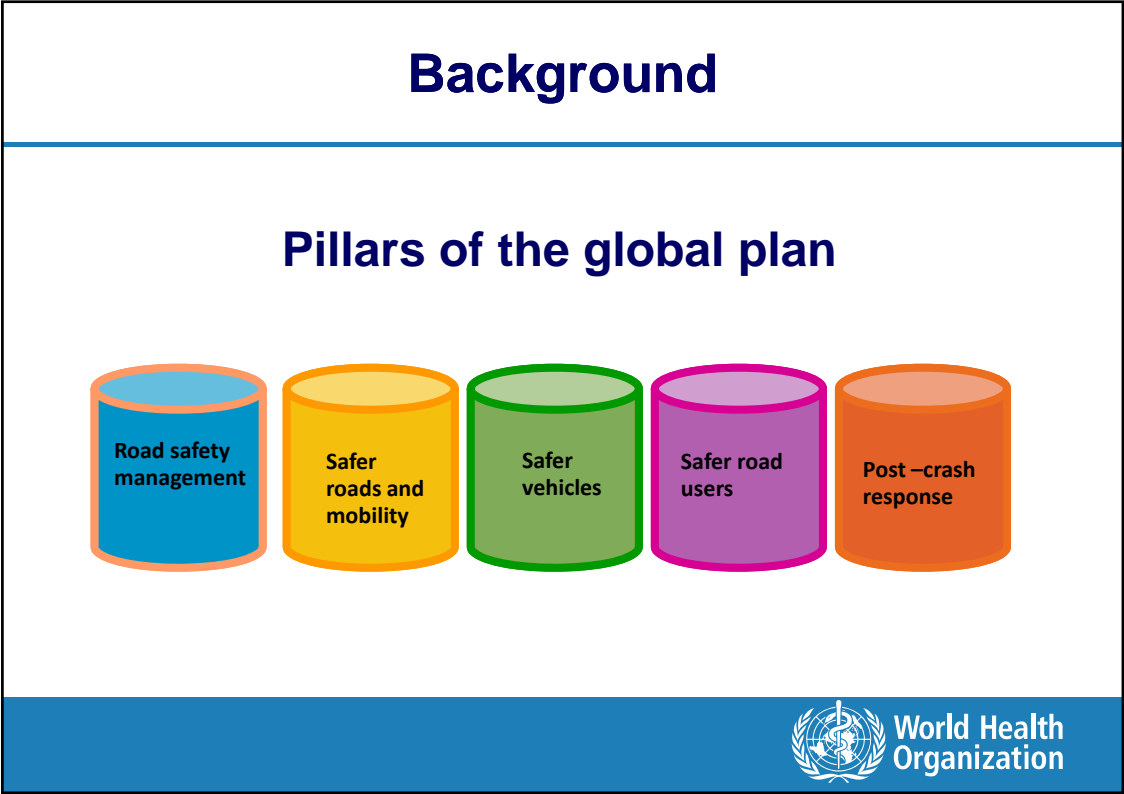 Background
Pillars of the global plan
Road safety
management
Safer
roads and
mobility
Safer
vehicles
Safer road
users
Post –crash
response
World Health
Organization